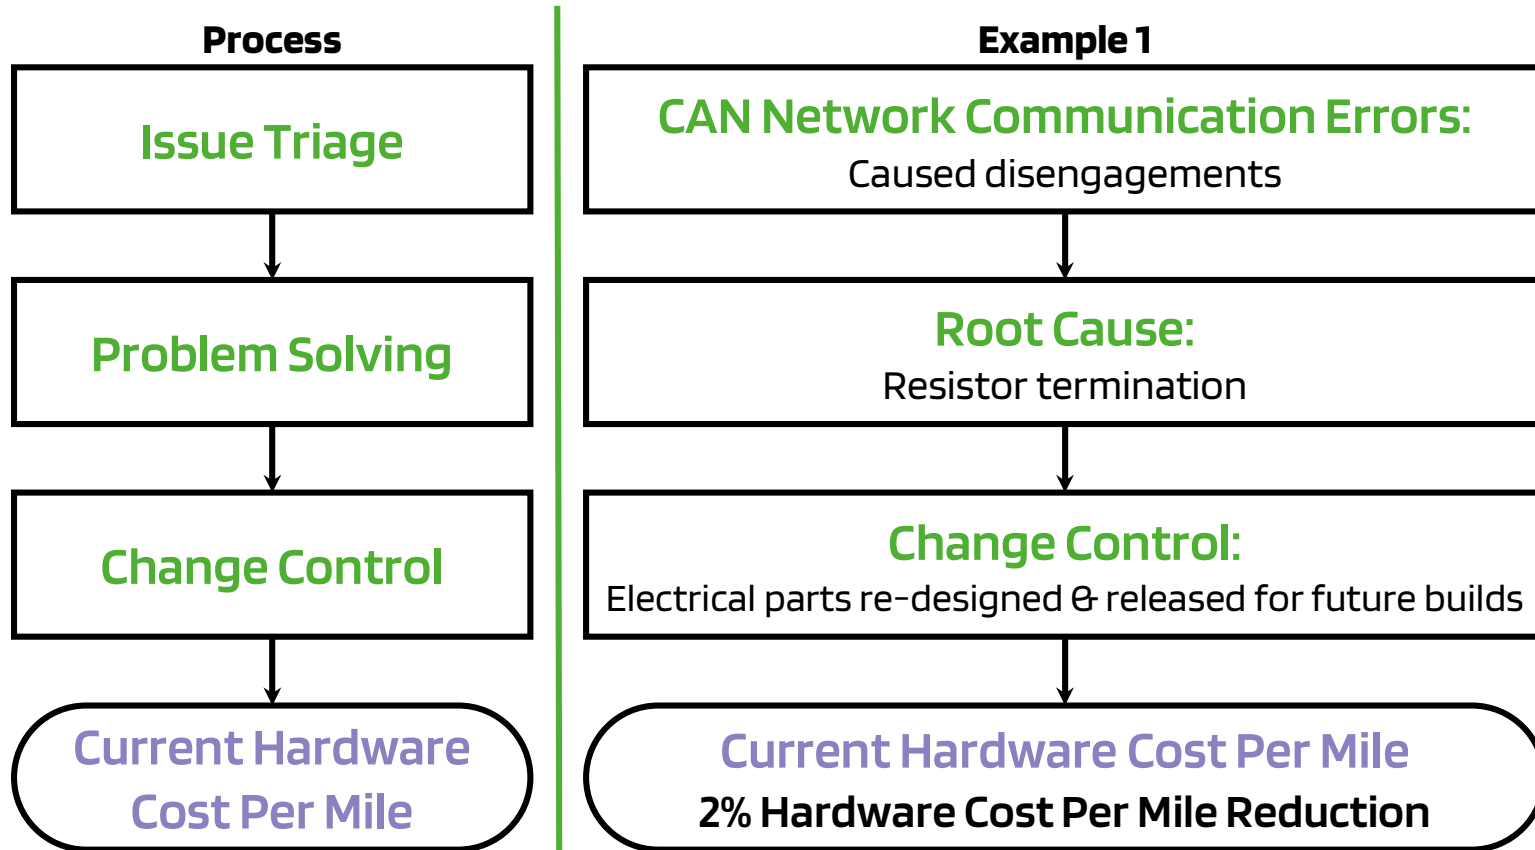 Process
Issue Triage
Problem Solving
Change Control
Current Hardware
Cost Per Mile
Example 1
CAN Network Communication Errors:
Caused disengagements
Root Cause:
Resistor termination
Change Control:
Electrical parts re-designed & released for future builds
Current Hardware Cost Per Mile
2% Hardware Cost Per Mile Reduction